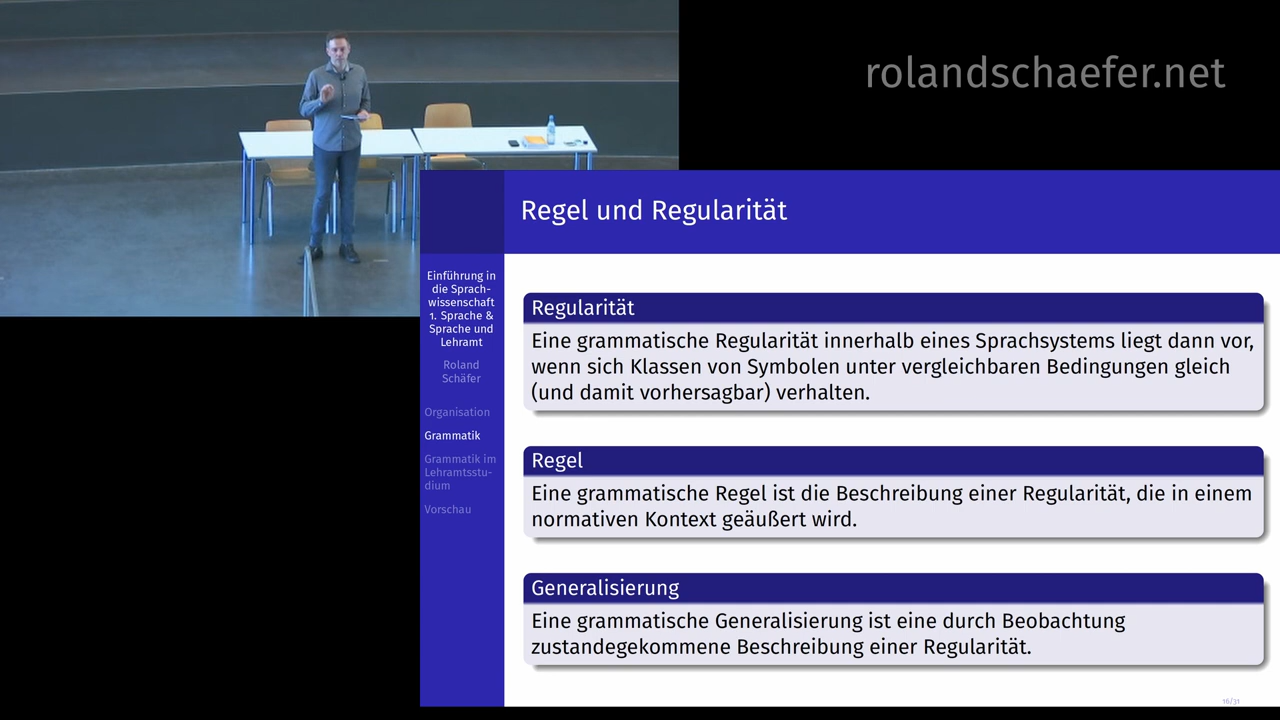 rolandschaefer.net
Regel und Regularität
Einführung in
die Sprach-
wissenschaft
1. Sprache &
Sprache und
Lehramt
Roland
Schäfer
Organisation
Grammatik
Grammatik im
Lehramtsstu-
dium
Vorschau
Regularität
Eine grammatische Regularität innerhalb eines Sprachsystems liegt dann vor,
wenn sich Klassen von Symbolen unter vergleichbaren Bedingungen gleich
(und damit vorhersagbar) verhalten.
Regel
Eine grammatische Regel ist die Beschreibung einer Regularität, die in einem
normativen Kontext geäußert wird.
Generalisierung
Eine grammatische Generalisierung ist eine durch Beobachtung
zustandegekommene Beschreibung einer Regularität.
16/31